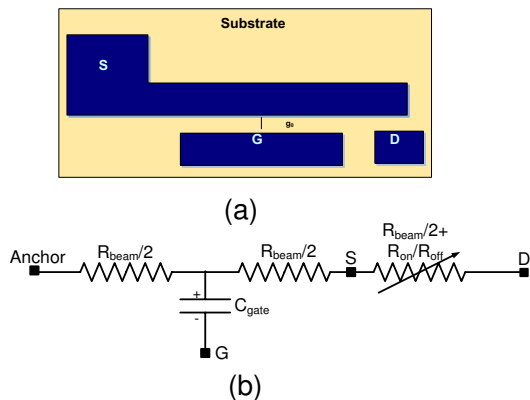 Substrate
S
g₀
G
D
(a)
R_beam/2+
R_beam/2
R_beam/2
R_on/R_off
Anchor
S
D
+
C_gate
-
G
(b)